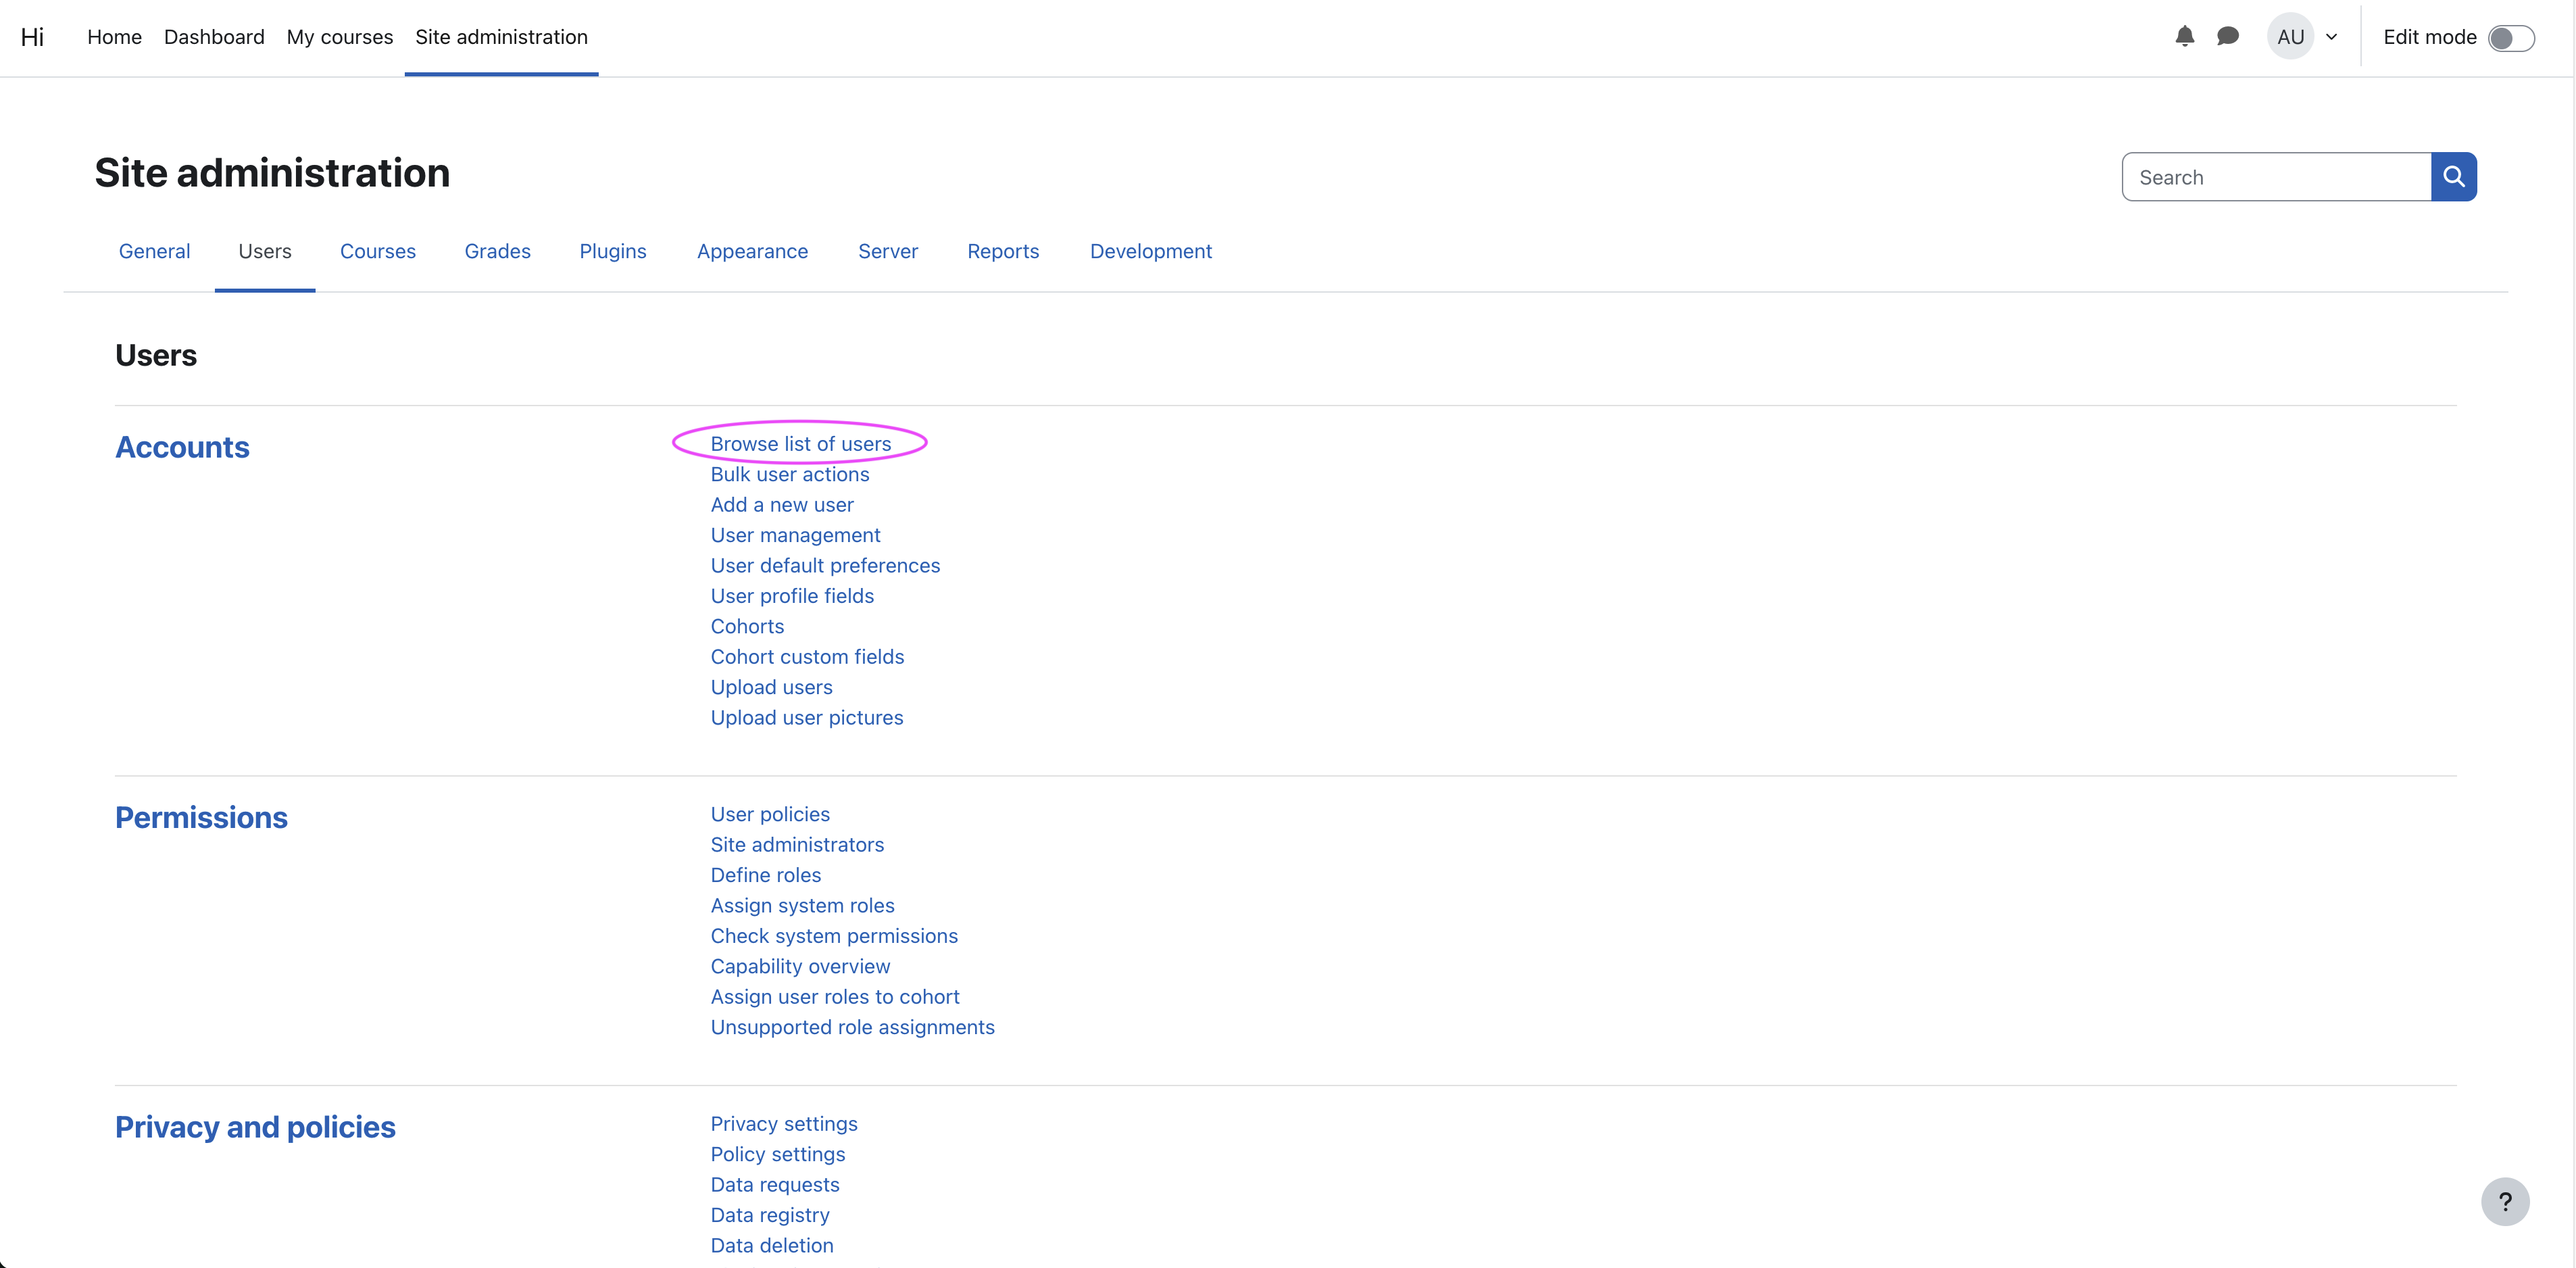 Hi Home Dashboard My courses Site administration AU Edit mode
Site administration
Search
General Users Courses Grades Plugins Appearance Server Reports Development
Users
Accounts
Browse list of users
Bulk user actions
Add a new user
User management
User default preferences
User profile fields
Cohorts
Cohort custom fields
Upload users
Upload user pictures
Permissions
User policies
Site administrators
Define roles
Assign system roles
Check system permissions
Capability overview
Assign user roles to cohort
Unsupported role assignments
Privacy and policies
Privacy settings
Policy settings
Data requests
Data registry
Data deletion
?